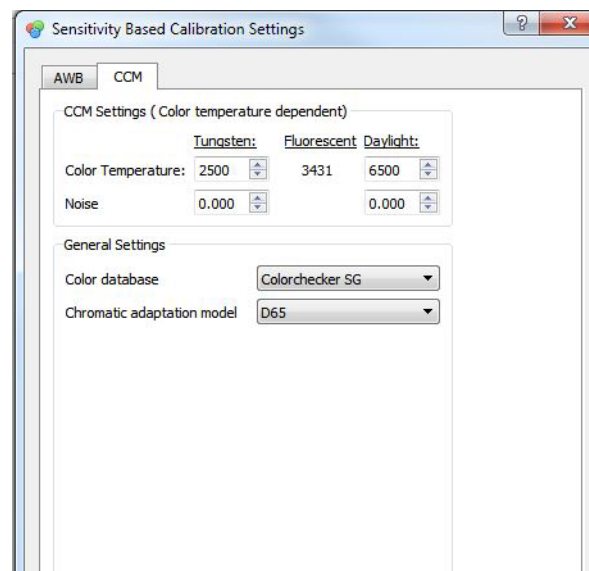 Sensitivity Based Calibration Settings
AWB CCM
CCM Settings ( Color temperature dependent)
Tungsten: Fluorescent Daylight:
Color Temperature: 2500 3431 6500
Noise 0.000 0.000
General Settings
Color database Colorchecker SG
Chromatic adaptation model D65